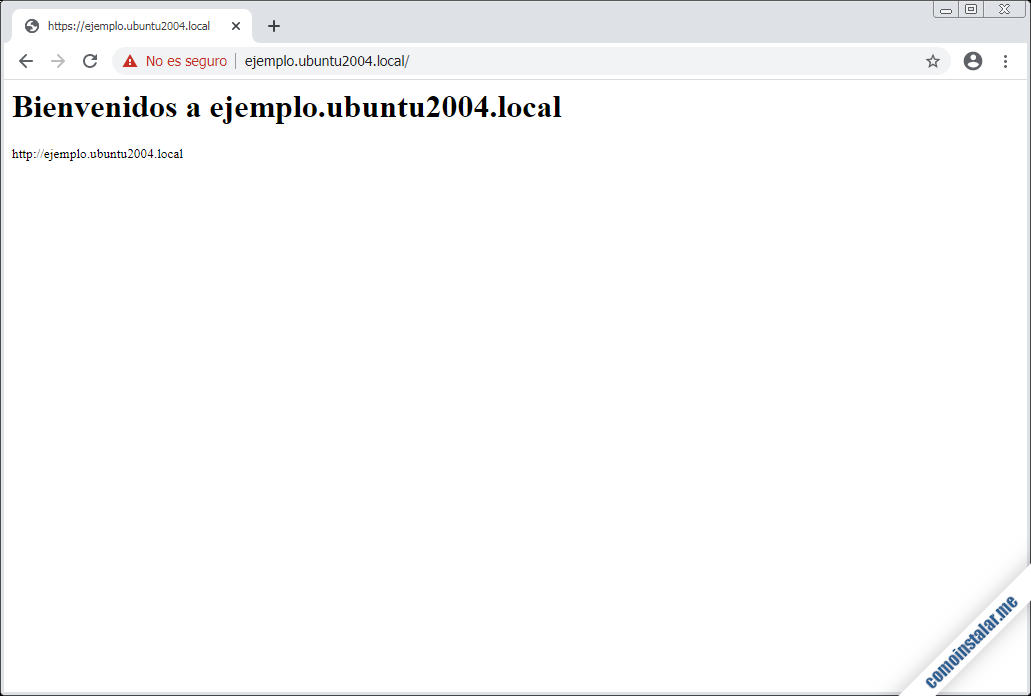 https://ejemplo.ubuntu2004.local
No es seguro | ejemplo.ubuntu2004.local/
Bienvenidos a ejemplo.ubuntu2004.local
http://ejemplo.ubuntu2004.local
comoinstalar.me